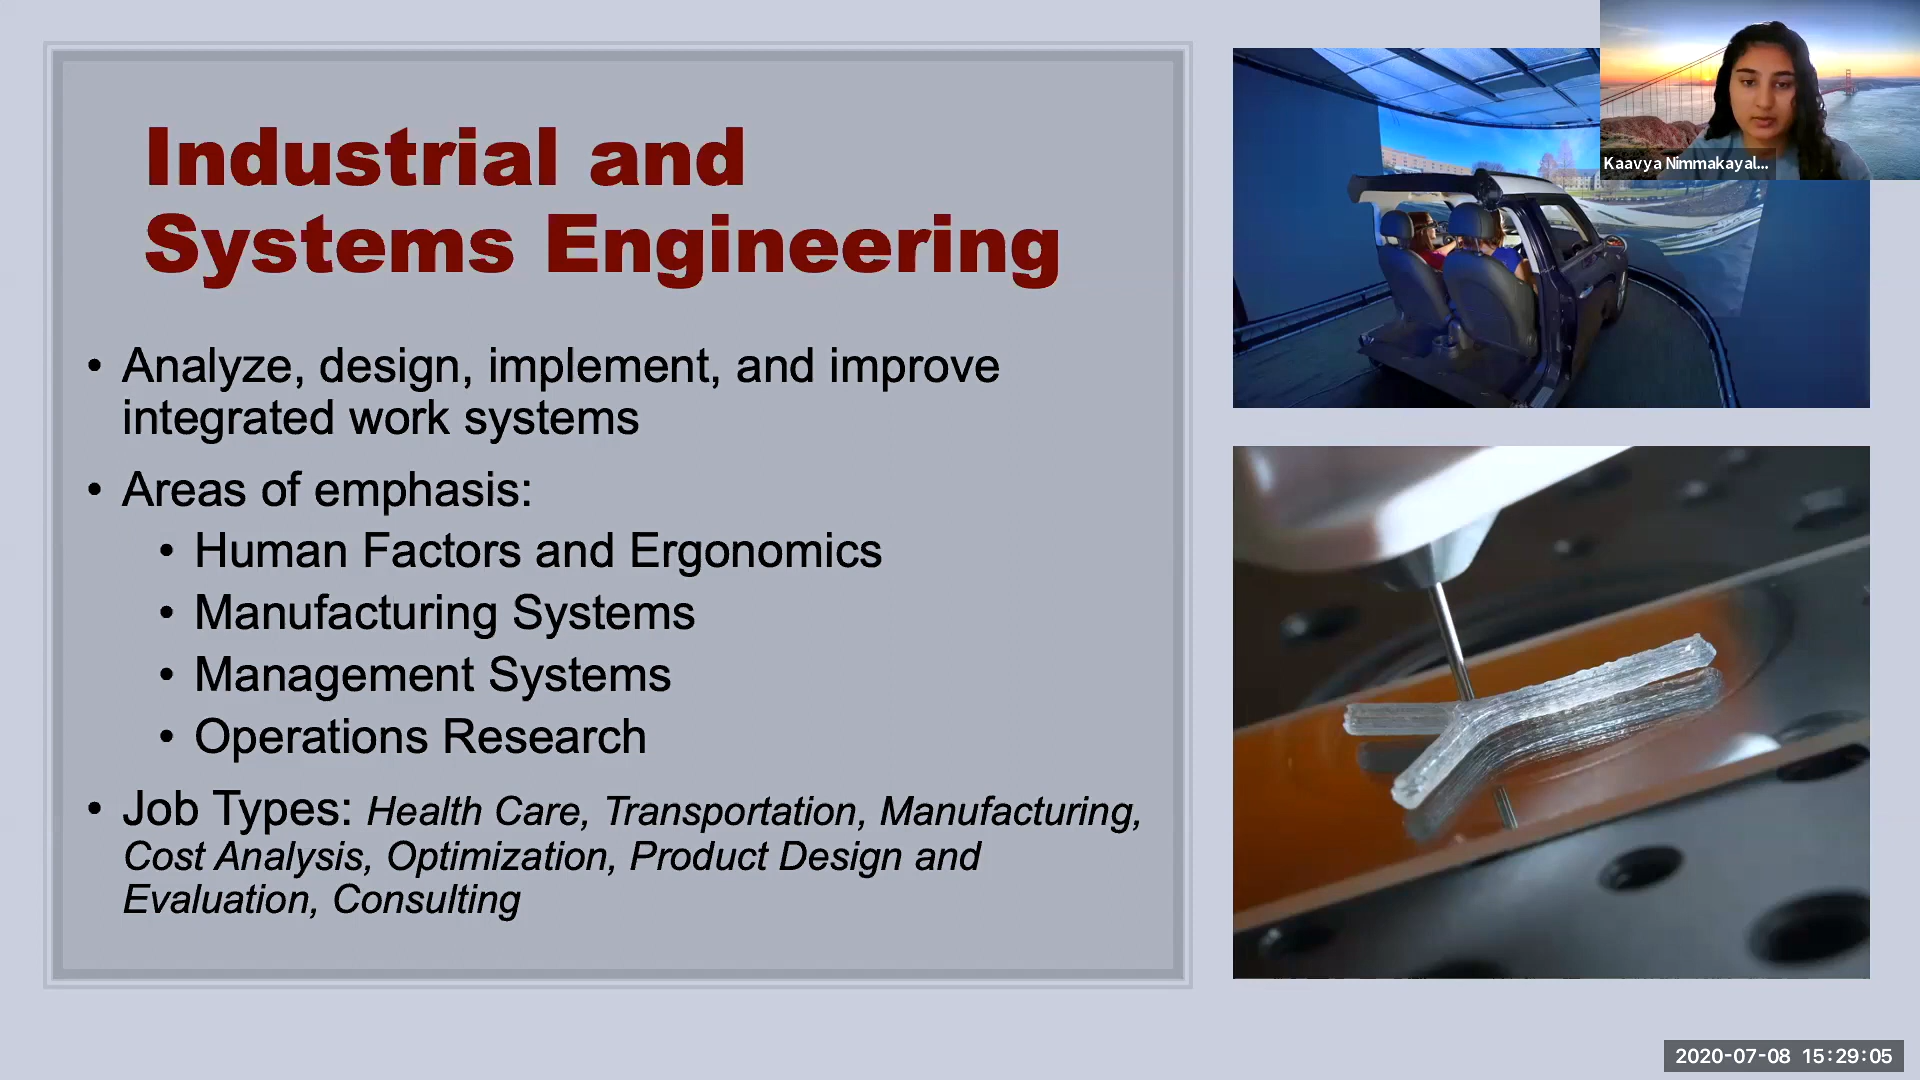 Industrial and
Systems Engineering
• Analyze, design, implement, and improve
integrated work systems
• Areas of emphasis:
• Human Factors and Ergonomics
• Manufacturing Systems
• Management Systems
• Operations Research
• Job Types: Health Care, Transportation, Manufacturing,
Cost Analysis, Optimization, Product Design and
Evaluation, Consulting
Kaavya Nimmakayal...
2020-07-08 15:29:05